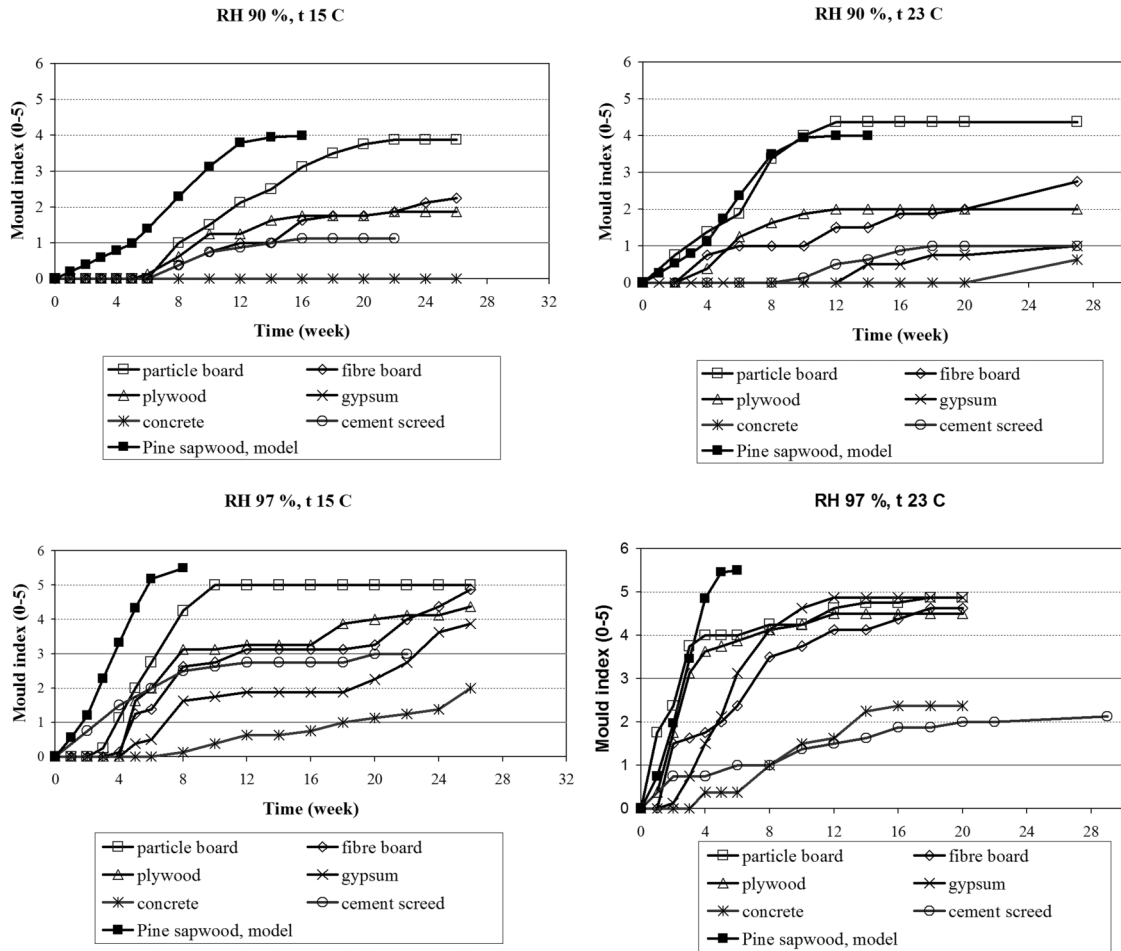 RH 90 %, t 15 C
Mould index (0-5)
6
5
4
3
2
1
0
0 4 8 12 16 20 24 28 32
Time (week)
particle board fibre board
plywood gypsum
concrete cement screed
Pine sapwood, model
RH 90 %, t 23 C
Mould index (0-5)
6
5
4
3
2
1
0
0 4 8 12 16 20 24 28
Time (week)
particle board fibre board
plywood gypsum
concrete cement screed
Pine sapwood, model
RH 97 %, t 15 C
Mould index (0-5)
6
5
4
3
2
1
0
0 4 8 12 16 20 24 28 32
Time (week)
particle board fibre board
plywood gypsum
concrete cement screed
Pine sapwood, model
RH 97 %, t 23 C
Mould index (0-5)
6
5
4
3
2
1
0
0 4 8 12 16 20 24 28
particle board fibre board
plywood gypsum
concrete cement screed
Pine sapwood, model